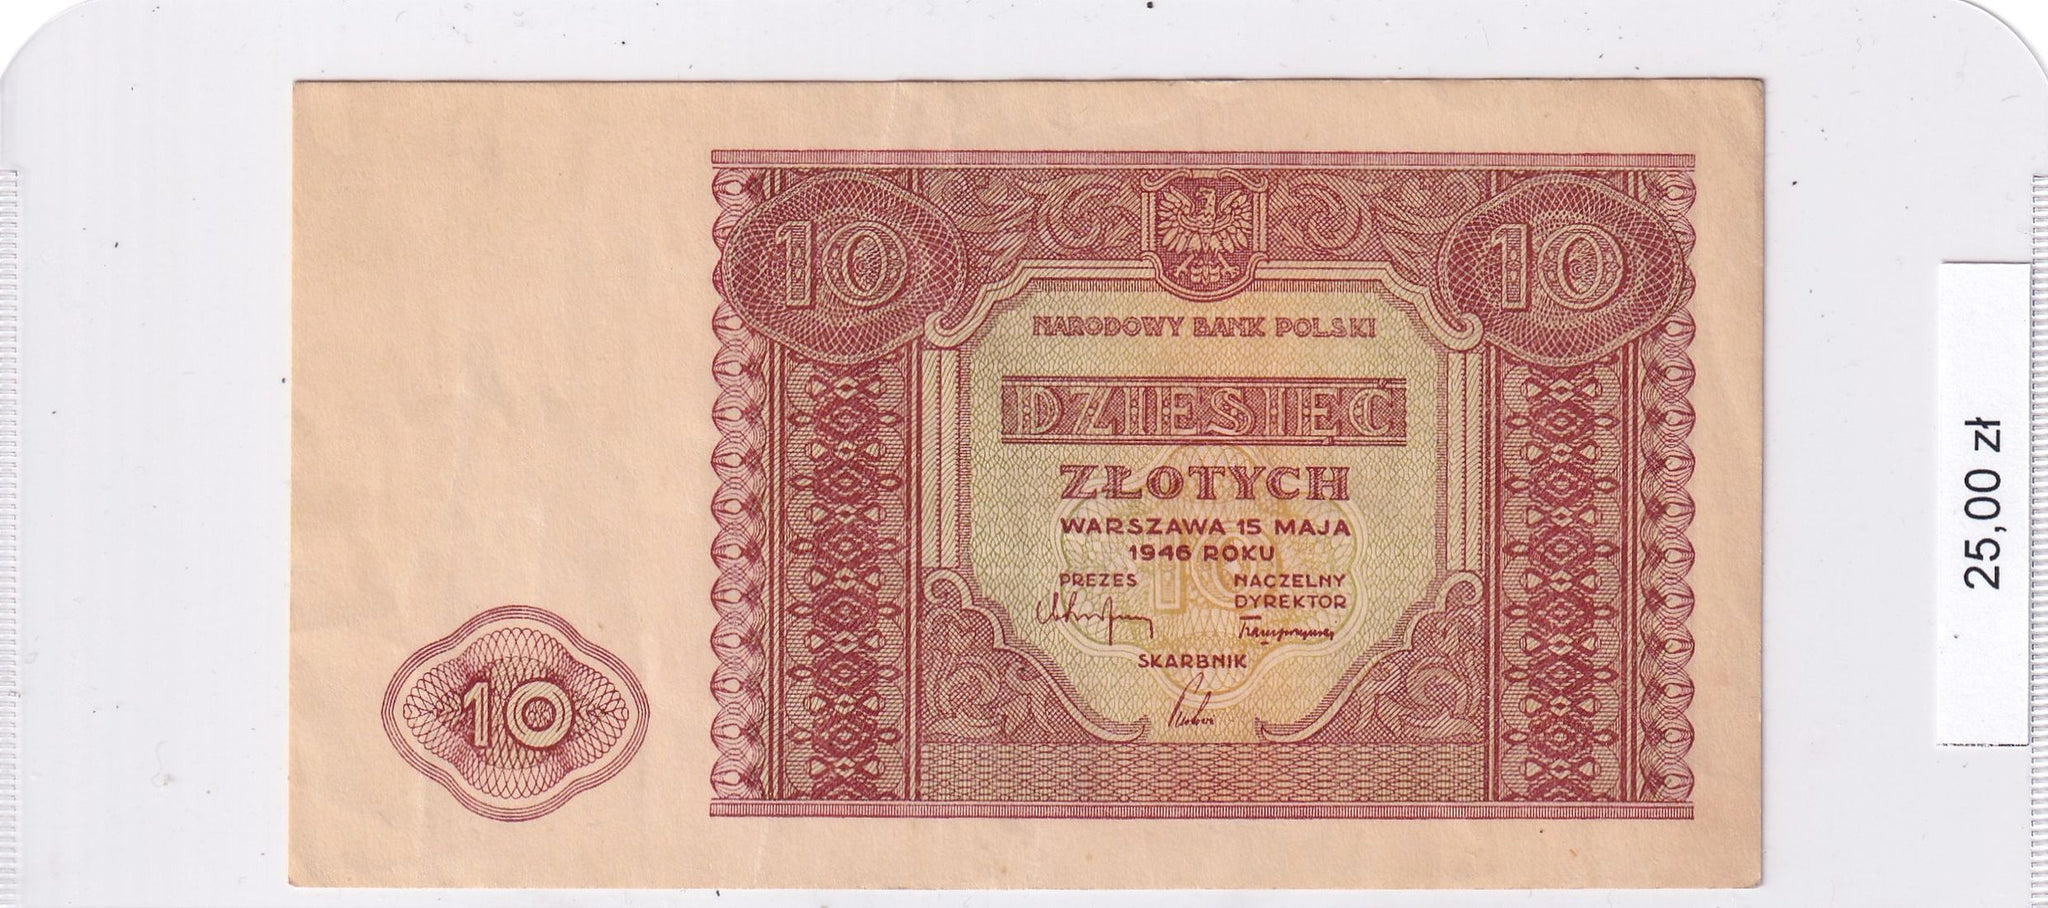 10 10
NARODOWY BANK POLSKI
DZIESIĘĆ
ZŁOTYCH
WARSZAWA 15 MAJA
1946 ROKU
PREZES NACZELNY
DYREKTOR
SKARBNIK
10
10
25,00 zł